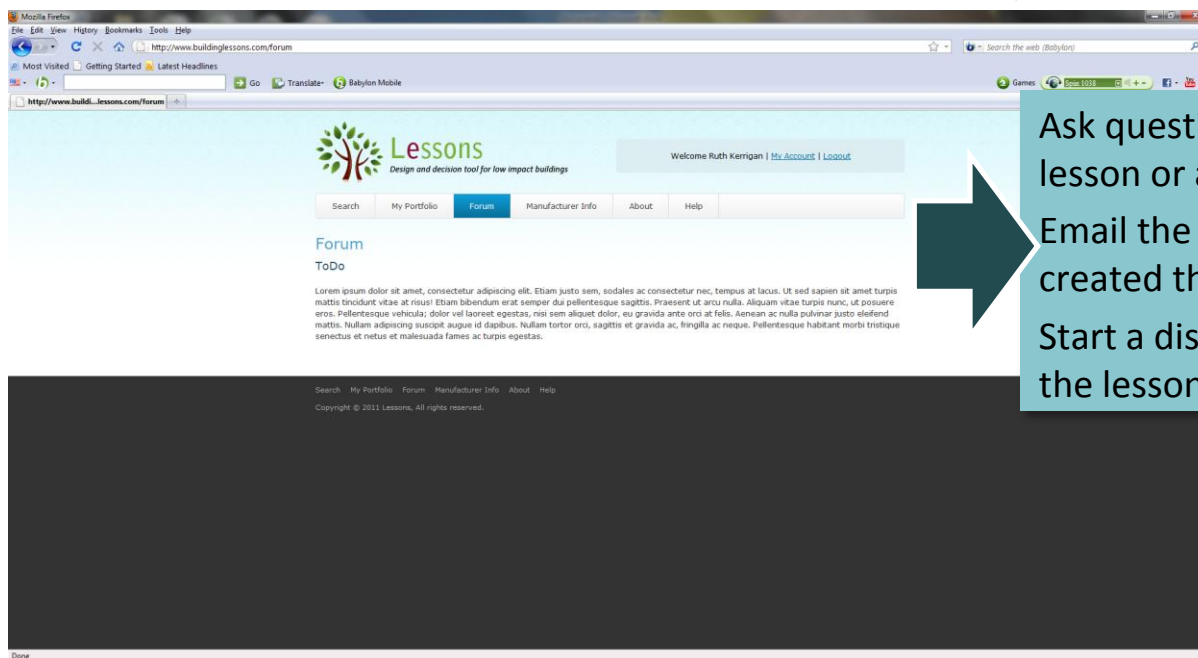 Mozilla Firefox
File Edit View History Bookmarks Tools Help
http://www.buildinglessons.com/forum
Search the web (Babylon)
Most Visited Getting Started Latest Headlines
Go Translate Babylon Mobile
Games
http://www.buildi...lessons.com/forum
Lessons
Design and decision tool for low impact buildings
Welcome Ruth Kerrigan | My Account | Logout
Search My Portfolio Forum Manufacturer Info About Help
Forum
ToDo
Lorem ipsum dolor sit amet, consectetur adipiscing elit. Etiam justo sem, sodales ac consectetur nec, tempus at lacus. Ut sed sapien sit amet turpis
mattis tincidunt vitae at risus! Etiam bibendum erat semper dui pellentesque sagittis. Praesent ut arcu nulla. Aliquam vitae turpis nunc, ut posuere
eros. Pellentesque vehicula; dolor vel laoreet egestas, nisi sem aliquet dolor, eu gravida ante orci at felis. Aenean ac nulla pulvinar justo eleifend
mattis. Nullam adipiscing suscipit augue id dapibus. Nullam tortor orci, sagittis et gravida ac, fringilla ac neque. Pellentesque habitant morbi tristique
senectus et netus et malesuada fames ac turpis egestas.
Ask quest
lesson or a
Email the
created th
Start a dis
the lesson
Search My Portfolio Forum Manufacturer Info About Help
Copyright © 2011 Lessons, All rights reserved.
Done